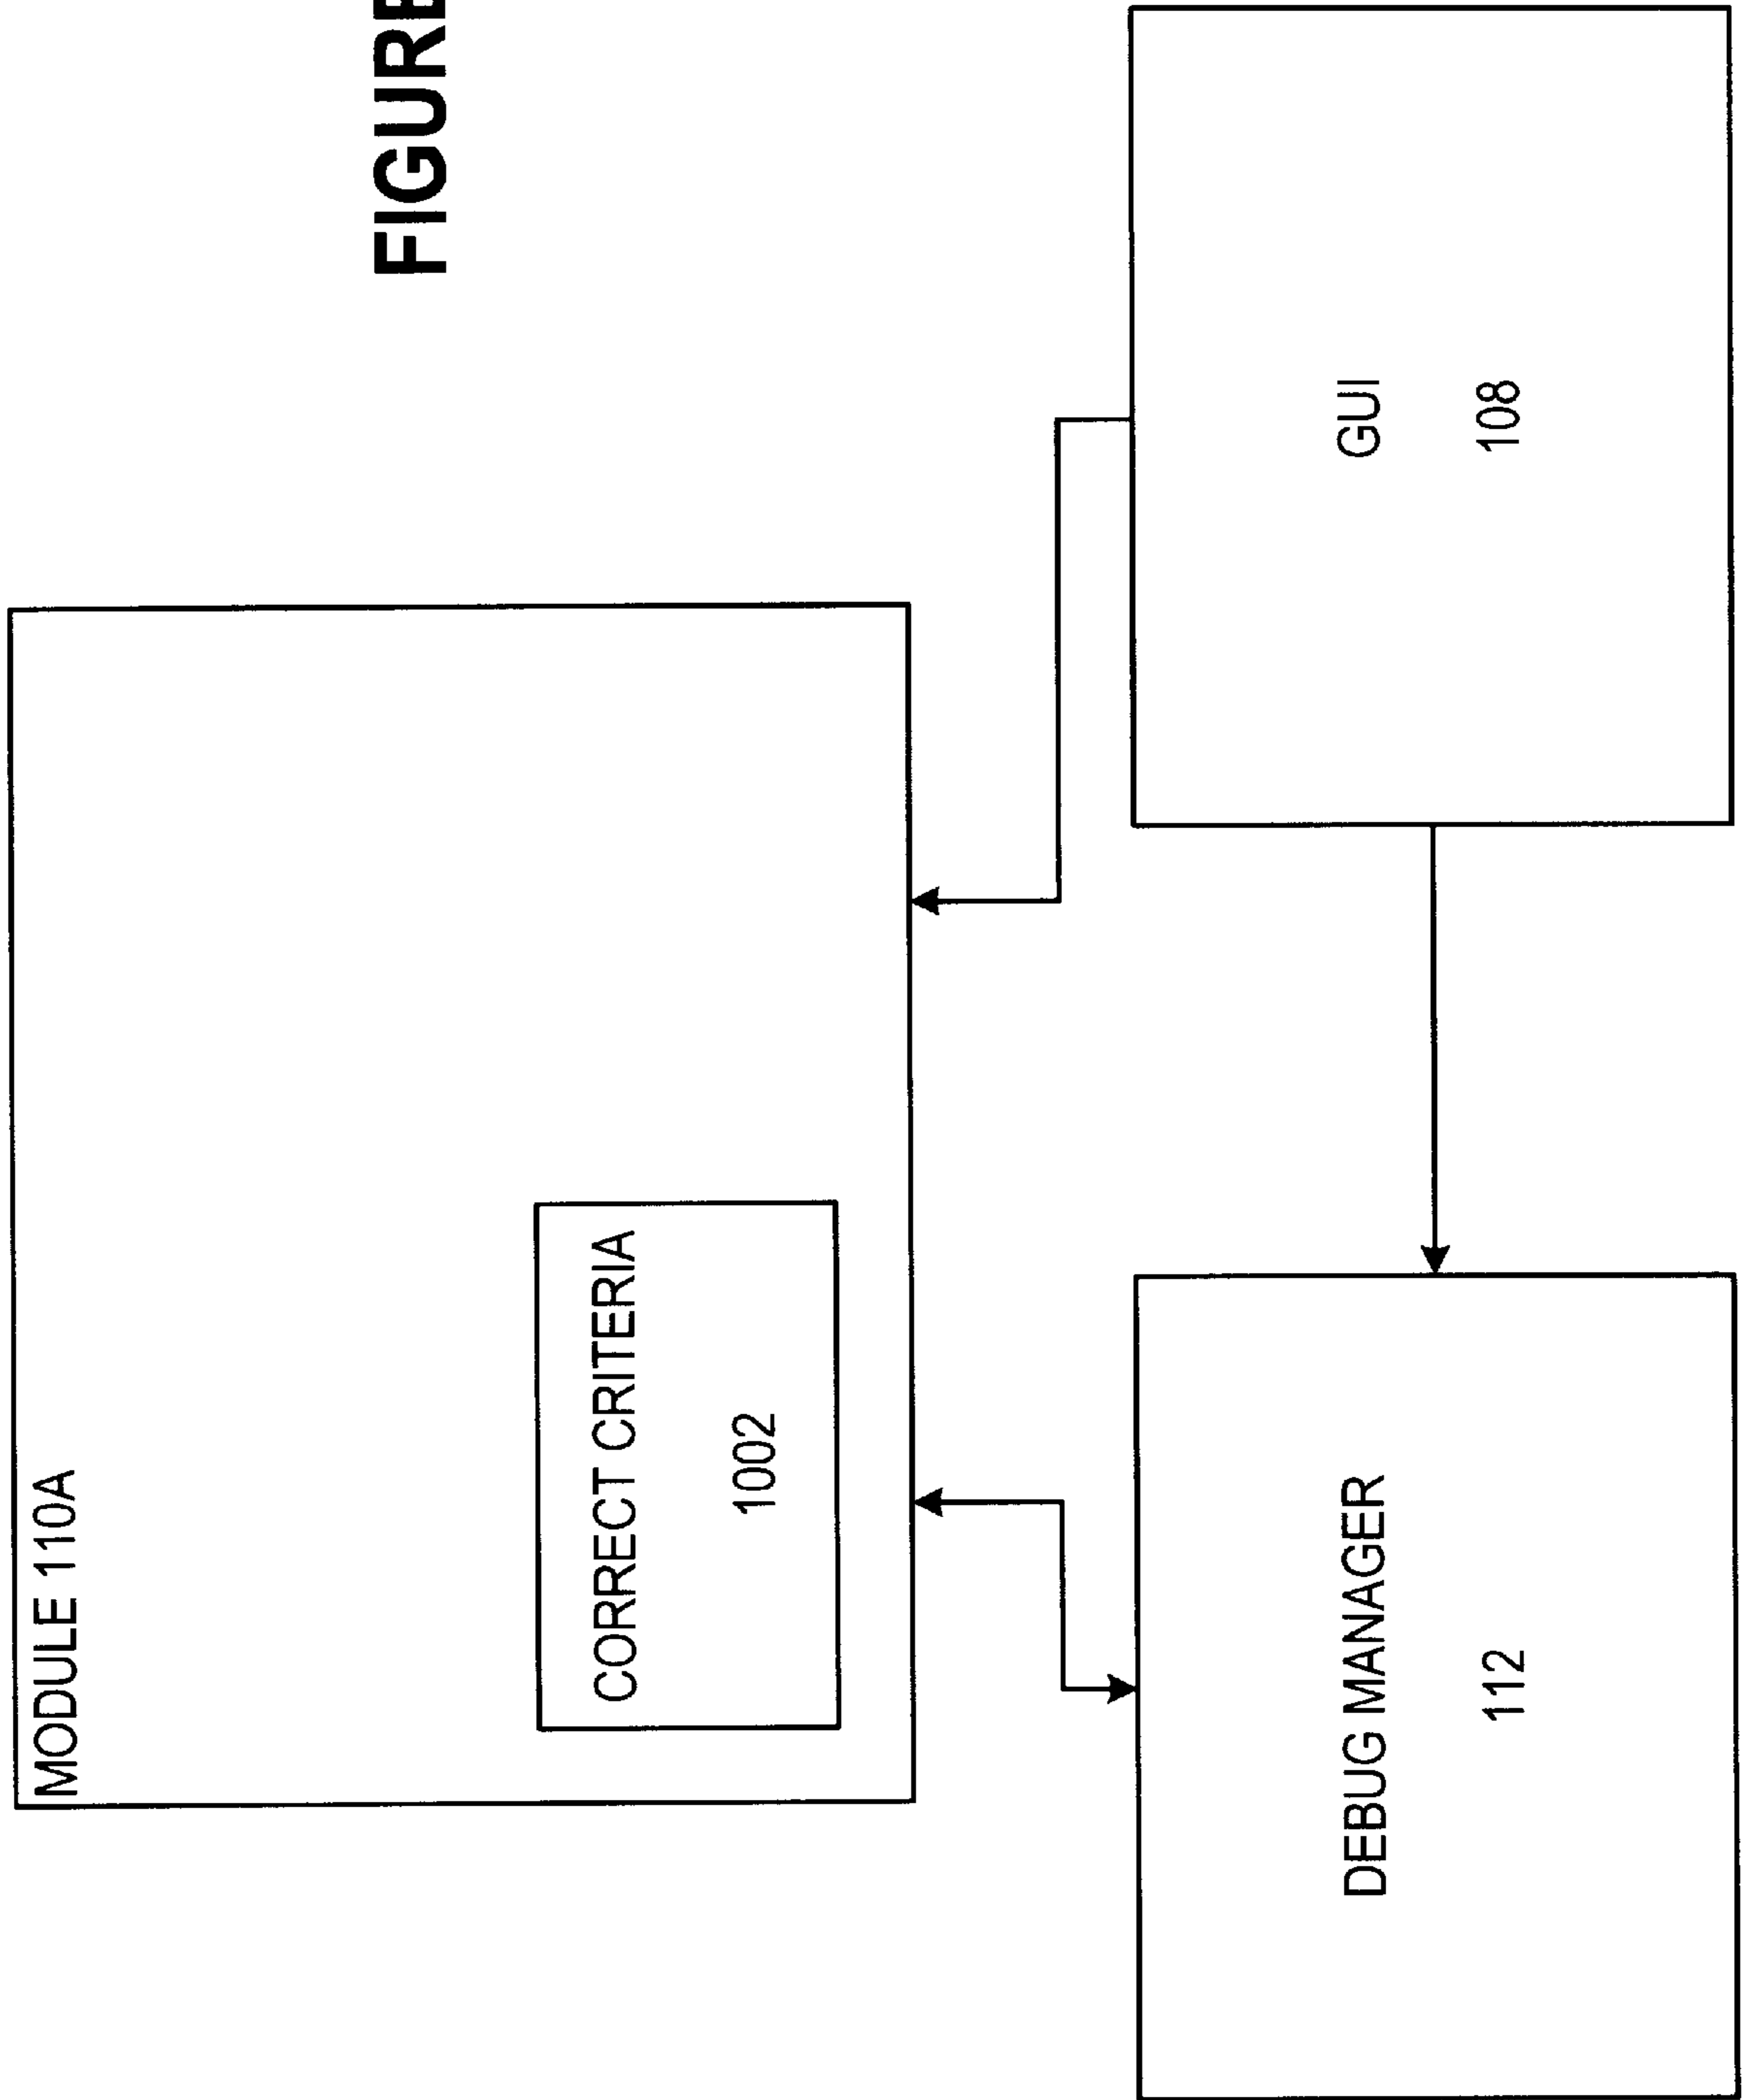 FIGURE
MODULE 110A
CORRECT CRITERIA
1002
DEBUG MANAGER
112
GUI
108